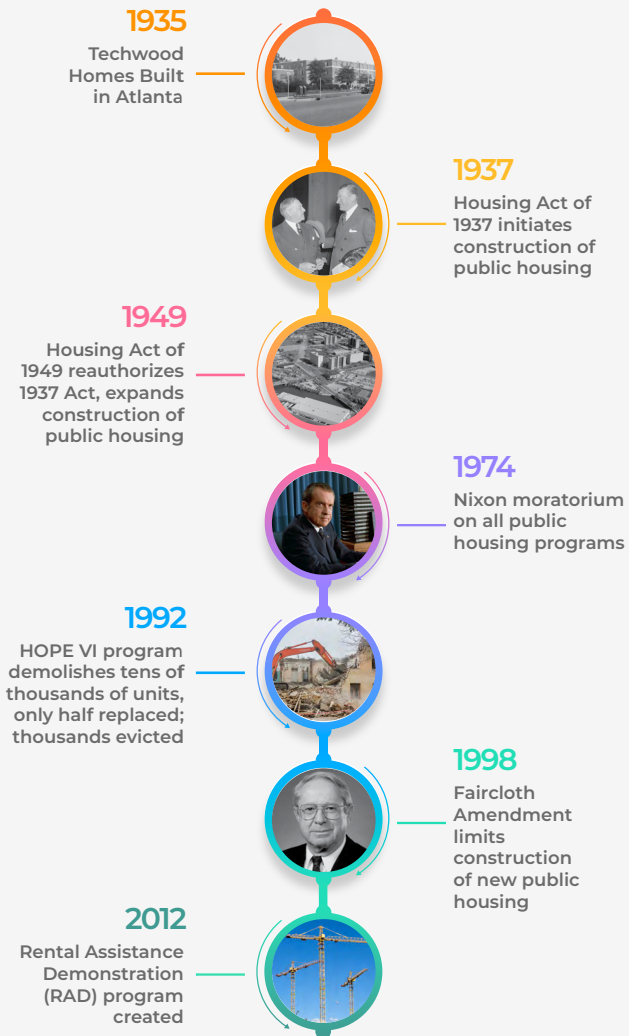 1935
Techwood
Homes Built
in Atlanta
1937
Housing Act of
1937 initiates
construction of
public housing
1949
Housing Act of
1949 reauthorizes
1937 Act, expands
construction of
public housing
1974
Nixon moratorium
on all public
housing programs
1992
HOPE VI program
demolishes tens of
thousands of units,
only half replaced;
thousands evicted
1998
Faircloth
Amendment
limits
construction
of new public
housing
2012
Rental Assistance
Demonstration
(RAD) program
created